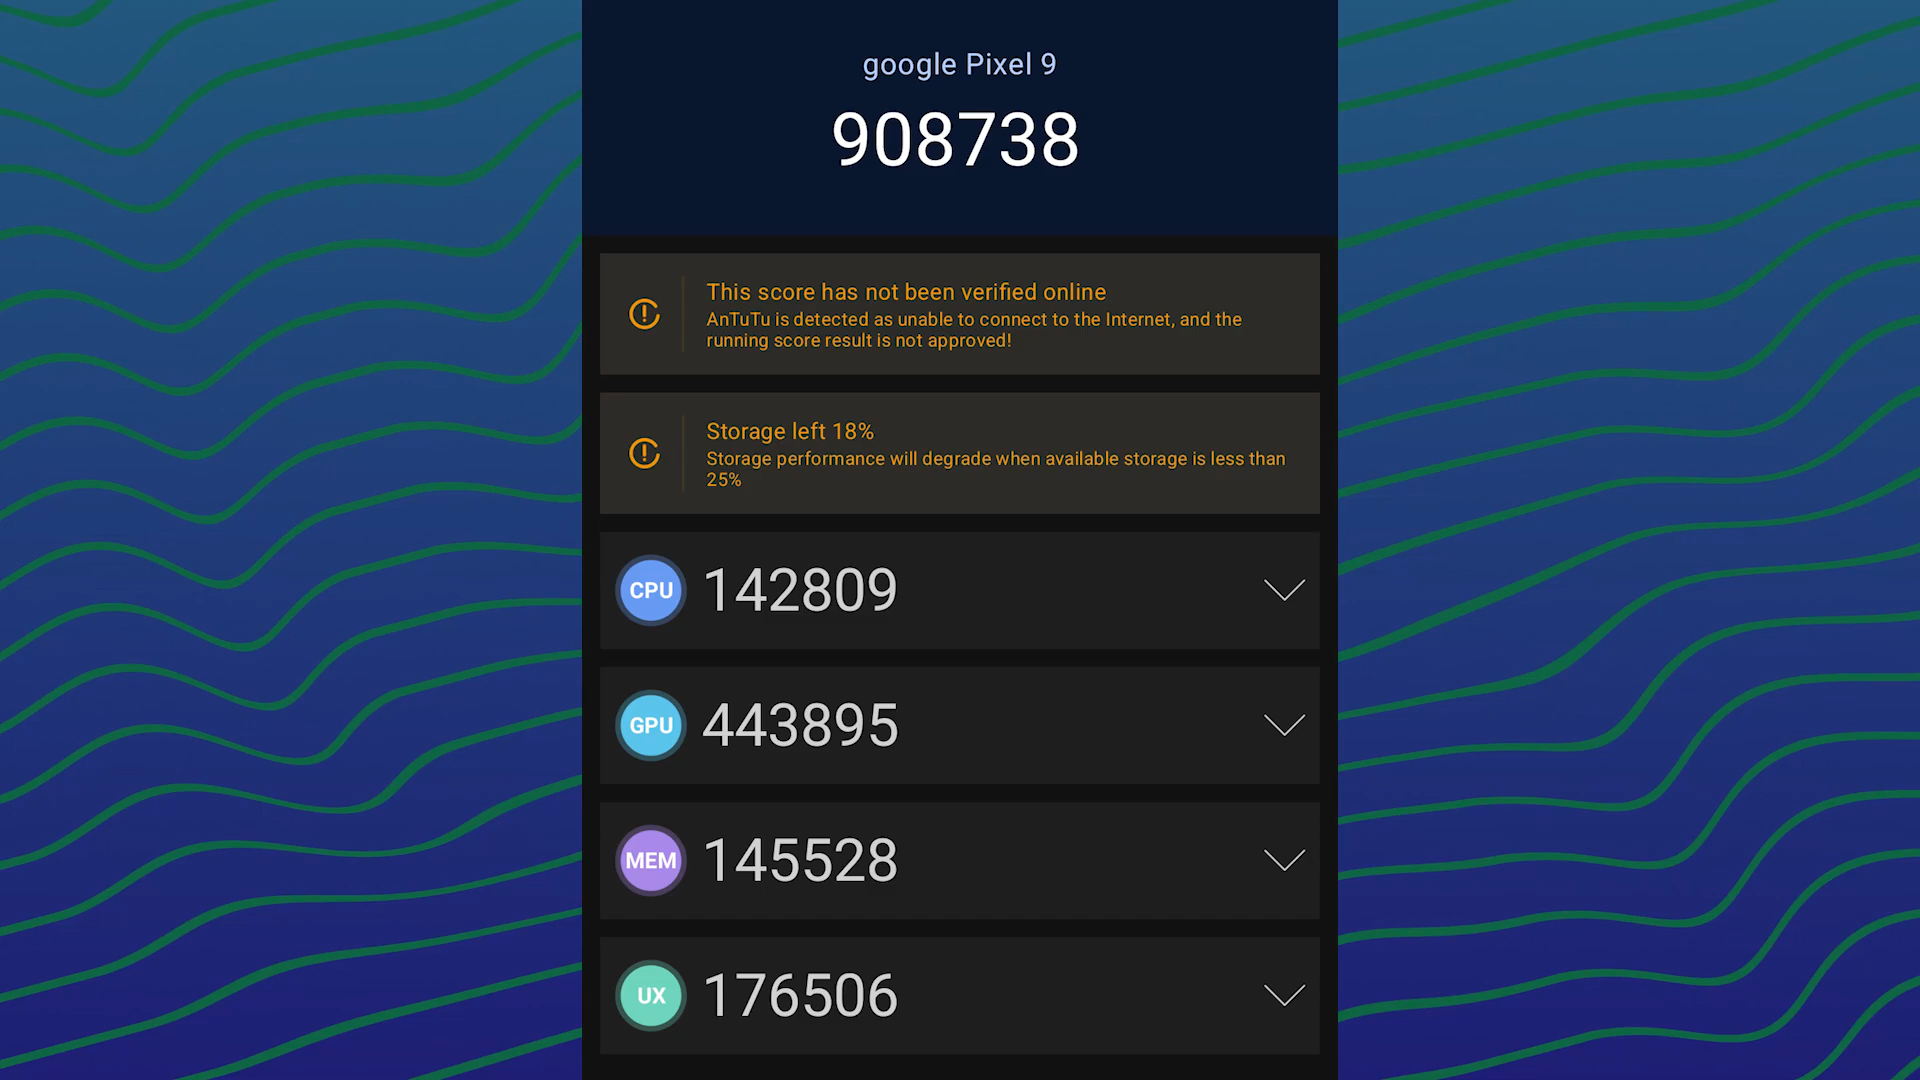 google Pixel 9
908738
This score has not been verified online
AnTuTu is detected as unable to connect to the Internet, and the
running score result is not approved!
Storage left 18%
Storage performance will degrade when available storage is less than
25%
CPU 142809
GPU 443895
MEM 145528
UX 176506